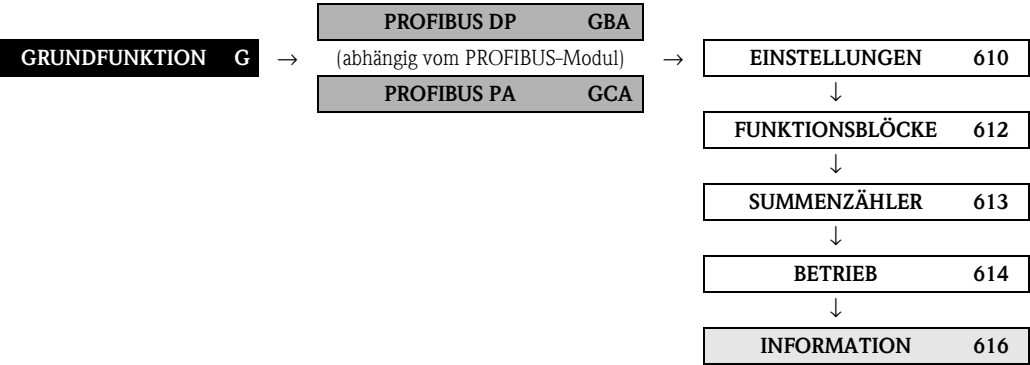 PROFIBUS DP GBA
GRUNDFUNKTION G → (abhängig vom PROFIBUS-Modul) → EINSTELLUNGEN 610
PROFIBUS PA GCA
↓
FUNKTIONSBLÖCKE 612
↓
SUMMENZÄHLER 613
↓
BETRIEB 614
↓
INFORMATION 616